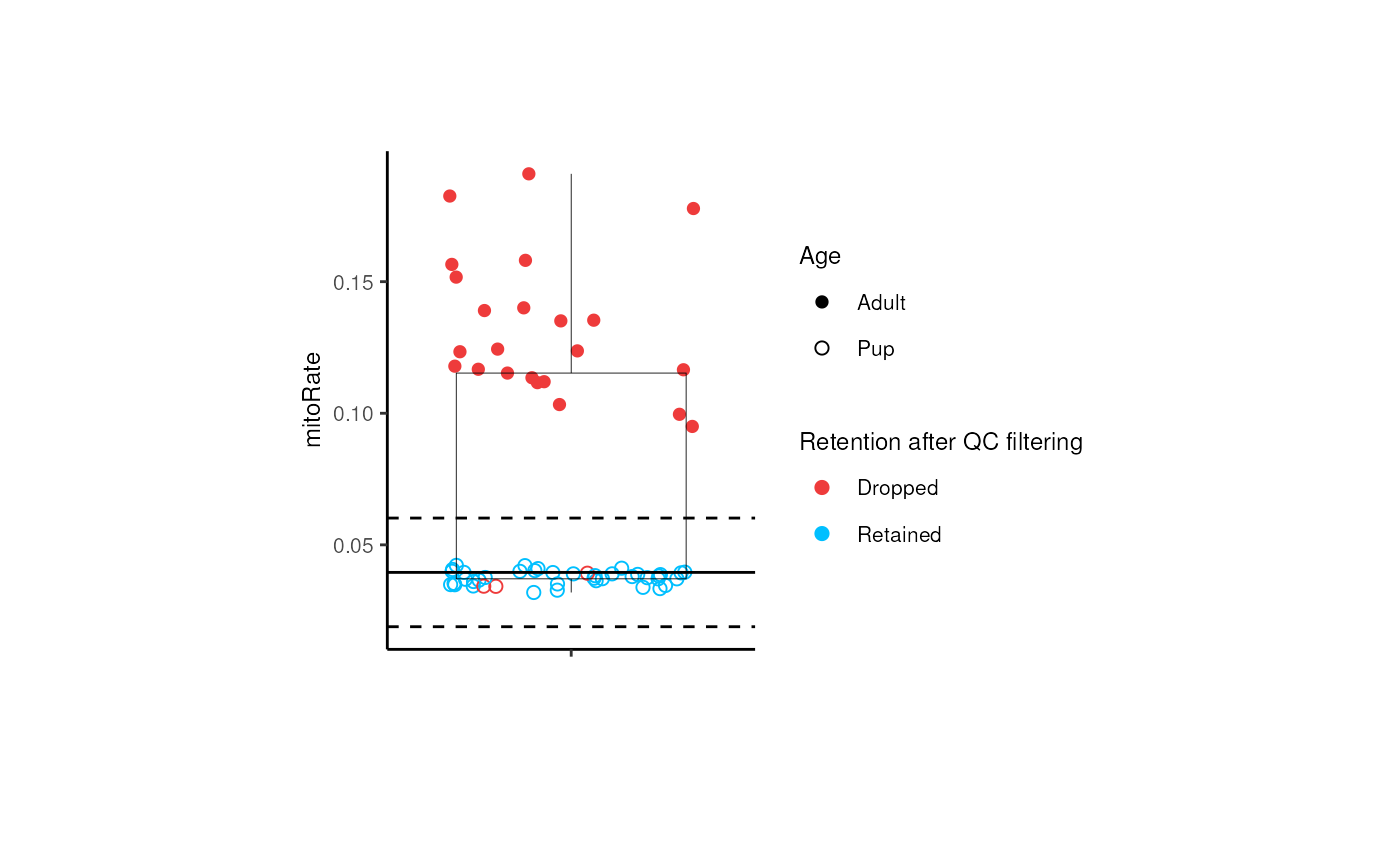 mitoRate
0.15
0.10
0.05
Age
Adult
Pup
Retention after QC filtering
Dropped
Retained